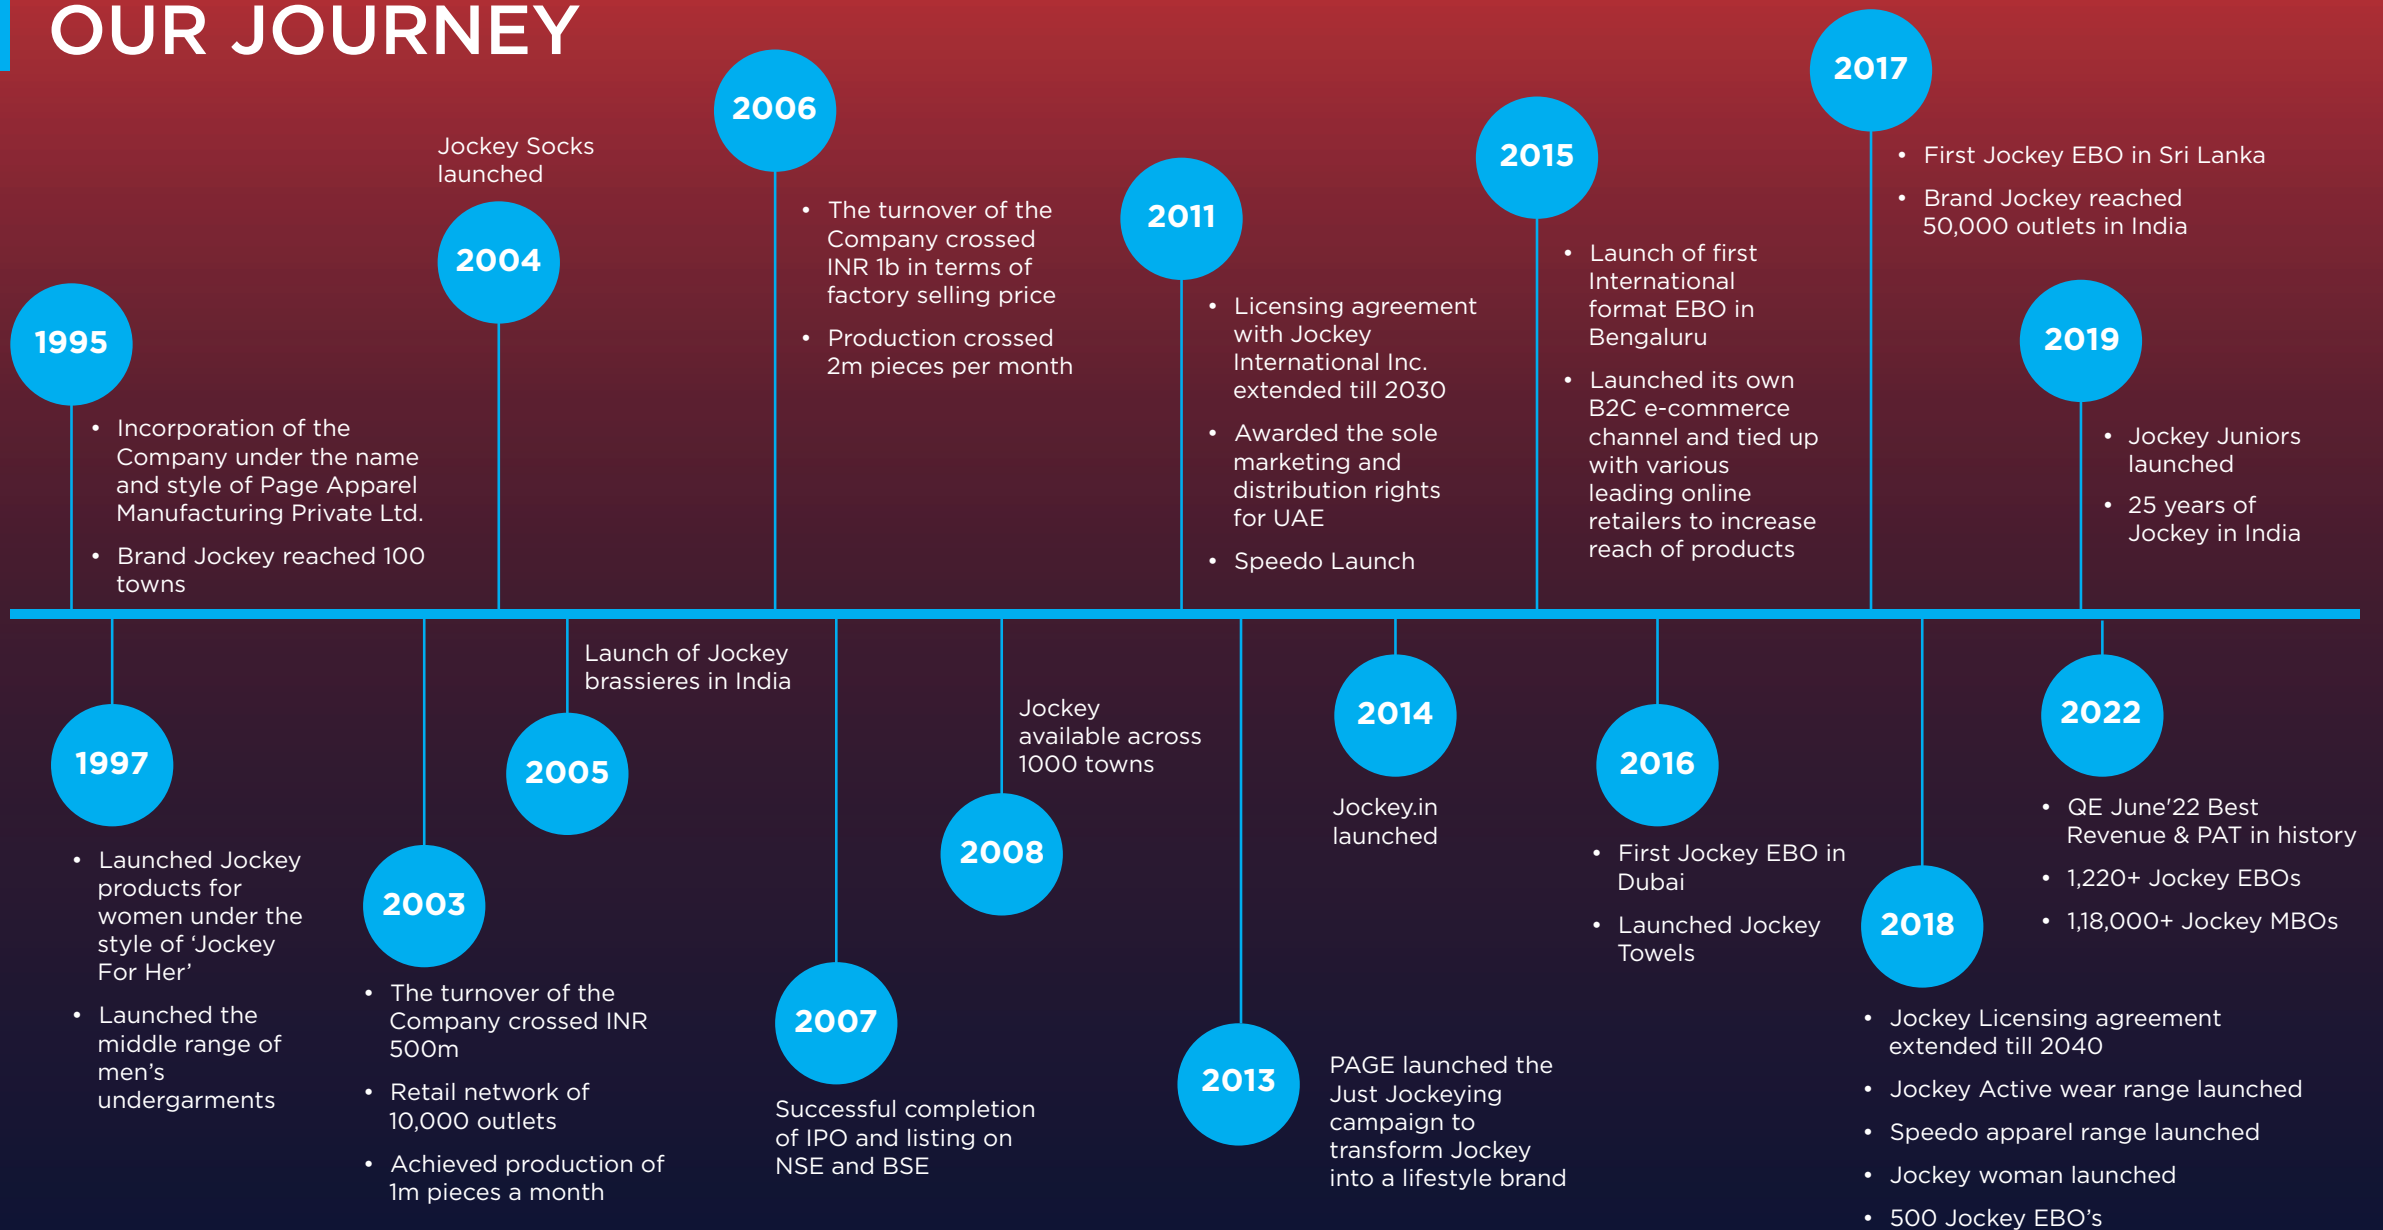 OUR JOURNEY
1995
• Incorporation of the
Company under the name
and style of Page Apparel
Manufacturing Private Ltd.
• Brand Jockey reached 100
towns
1997
• Launched Jockey
products for
women under the
style of ‘Jockey
For Her’
• Launched the
middle range of
men’s
undergarments
2003
• The turnover of the
Company crossed INR
500m
• Retail network of
10,000 outlets
• Achieved production of
1m pieces a month
Jockey Socks
launched
2004
Launch of Jockey
brassieres in India
2005
2006
• The turnover of the
Company crossed
INR 1b in terms of
factory selling price
• Production crossed
2m pieces per month
2007
Successful completion
of IPO and listing on
NSE and BSE
Jockey
available across
1000 towns
2008
2011
• Licensing agreement
with Jockey
International Inc.
extended till 2030
• Awarded the sole
marketing and
distribution rights
for UAE
• Speedo Launch
2013
PAGE launched the
Just Jockeying
campaign to
transform Jockey
into a lifestyle brand
2014
Jockey.in
launched
2015
• Launch of first
International
format EBO in
Bengaluru
• Launched its own
B2C e-commerce
channel and tied up
with various
leading online
retailers to increase
reach of products
2016
• First Jockey EBO in
Dubai
• Launched Jockey
Towels
2017
• First Jockey EBO in Sri Lanka
• Brand Jockey reached
50,000 outlets in India
2018
• Jockey Licensing agreement
extended till 2040
• Jockey Active wear range launched
• Speedo apparel range launched
• Jockey woman launched
• 500 Jockey EBO’s
2019
• Jockey Juniors
launched
• 25 years of
Jockey in India
2022
• QE June'22 Best
Revenue & PAT in history
• 1,220+ Jockey EBOs
• 1,18,000+ Jockey MBOs